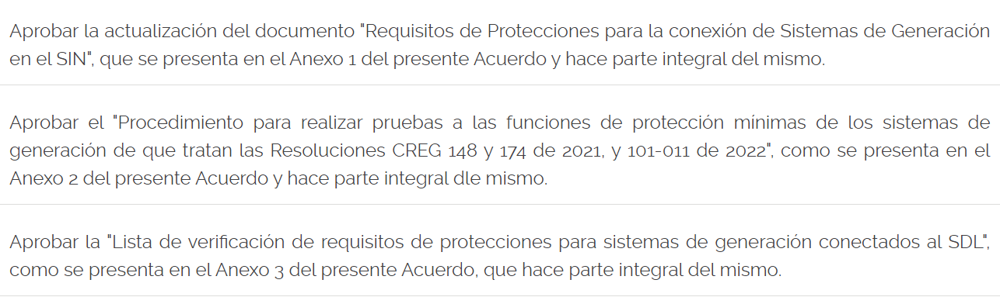 Aprobar la actualización del documento "Requisitos de Protecciones para la conexión de Sistemas de Generación
en el SIN", que se presenta en el Anexo 1 del presente Acuerdo y hace parte integral del mismo.
Aprobar el "Procedimiento para realizar pruebas a las funciones de protección mínimas de los sistemas de
generación de que tratan las Resoluciones CREG 148 y 174 de 2021, y 101-011 de 2022", como se presenta en el
Anexo 2 del presente Acuerdo y hace parte integral dle mismo.
Aprobar la "Lista de verificación de requisitos de protecciones para sistemas de generación conectados al SDL",
como se presenta en el Anexo 3 del presente Acuerdo, que hace parte integral del mismo.